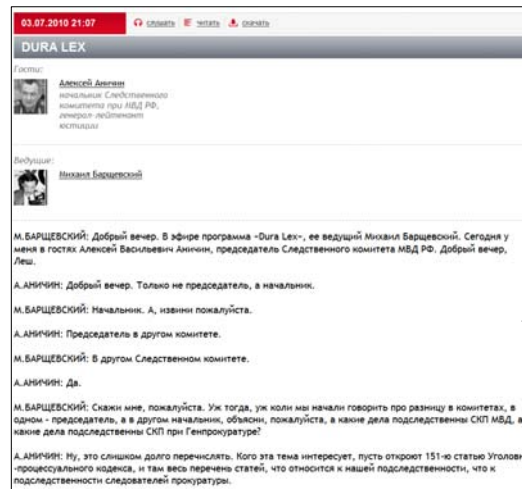 03.07.2010 21:07 слушать читать скачать
DURA LEX
Гости:
Алексей Аничин
начальник Следственного
комитета при МВД РФ,
генерал-лейтенант
юстиции
Ведущие:
Михаил Барщевский
М.БАРЩЕВСКИЙ: Добрый вечер. В эфире программа «Dura Lex», ее ведущий Михаил Барщевский. Сегодня у
меня в гостях Алексей Васильевич Аничин, председатель Следственного комитета МВД РФ. Добрый вечер,
Леш.
А.АНИЧИН: Добрый вечер. Только не председатель, а начальник.
М.БАРЩЕВСКИЙ: Начальник. А, извини пожалуйста.
А.АНИЧИН: Председатель в другом комитете.
М.БАРЩЕВСКИЙ: В другом Следственном комитете.
А.АНИЧИН: Да.
М.БАРЩЕВСКИЙ: Скажи мне, пожалуйста. Уж тогда, уж коли мы начали говорить про разницу в комитетах, в
одном - председатель, а в другом начальник, объясни, пожалуйста, а какие дела подследственны СКП МВД, а
какие дела подследственны СКП при Генпрокуратуре?
А.АНИЧИН: Ну, это слишком долго перечислять. Кого эта тема интересует, пусть откроют 151-ю статью Уголовн
-процессуального кодекса, и там весь перечень статей, что относится к нашей подследственности, что к
подследственности следователей прокуратуры.